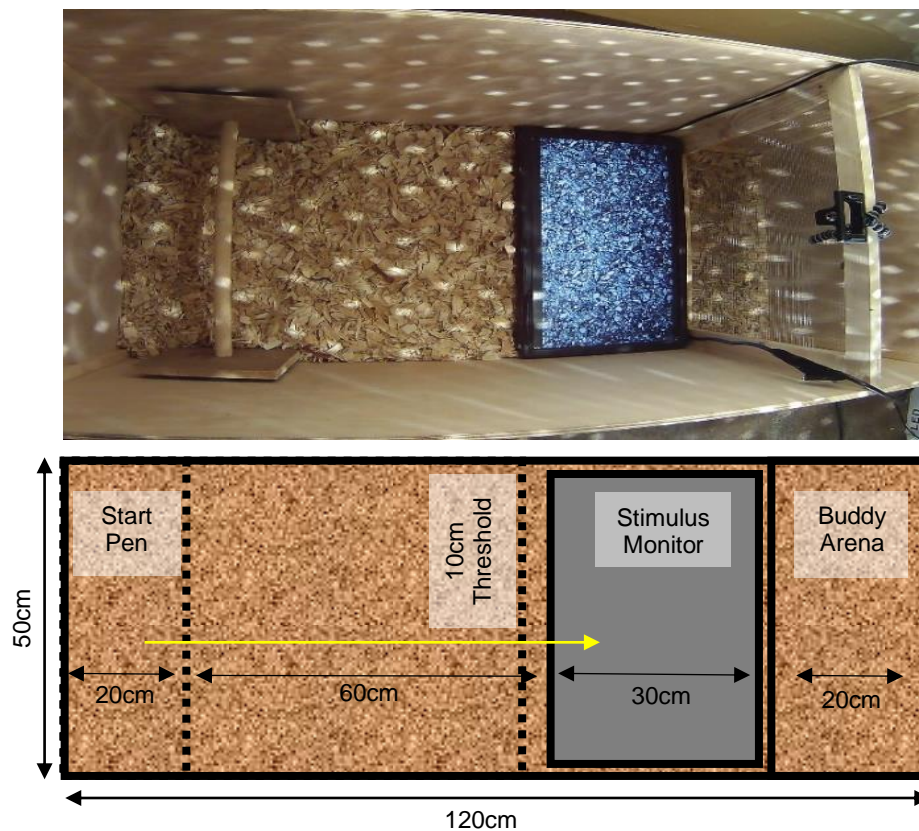 Start
Pen
10cm
Threshold
Stimulus
Monitor
Buddy
Arena
50cm
20cm
60cm
30cm
20cm
120cm